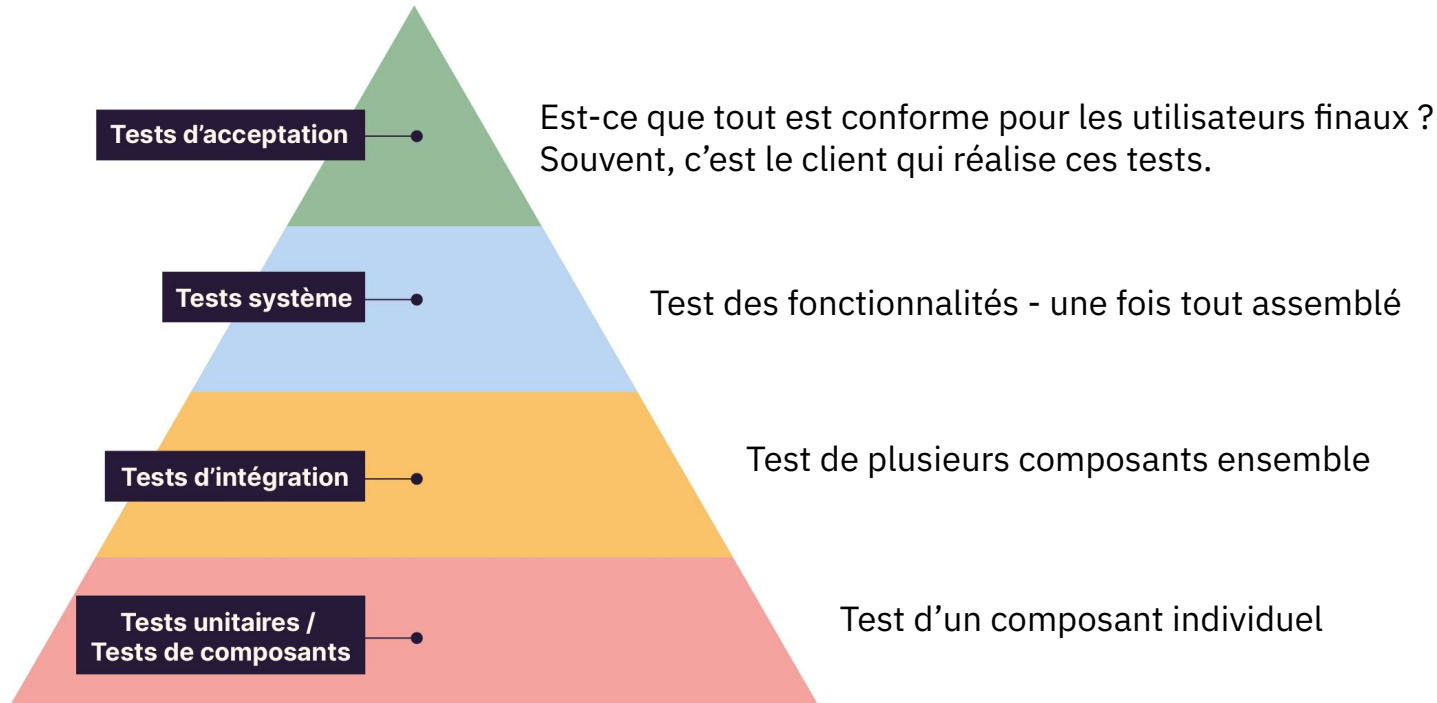 Tests d’acceptation
Est-ce que tout est conforme pour les utilisateurs finaux ?
Souvent, c’est le client qui réalise ces tests.
Tests système
Test des fonctionnalités - une fois tout assemblé
Tests d’intégration
Test de plusieurs composants ensemble
Tests unitaires /
Tests de composants
Test d’un composant individuel